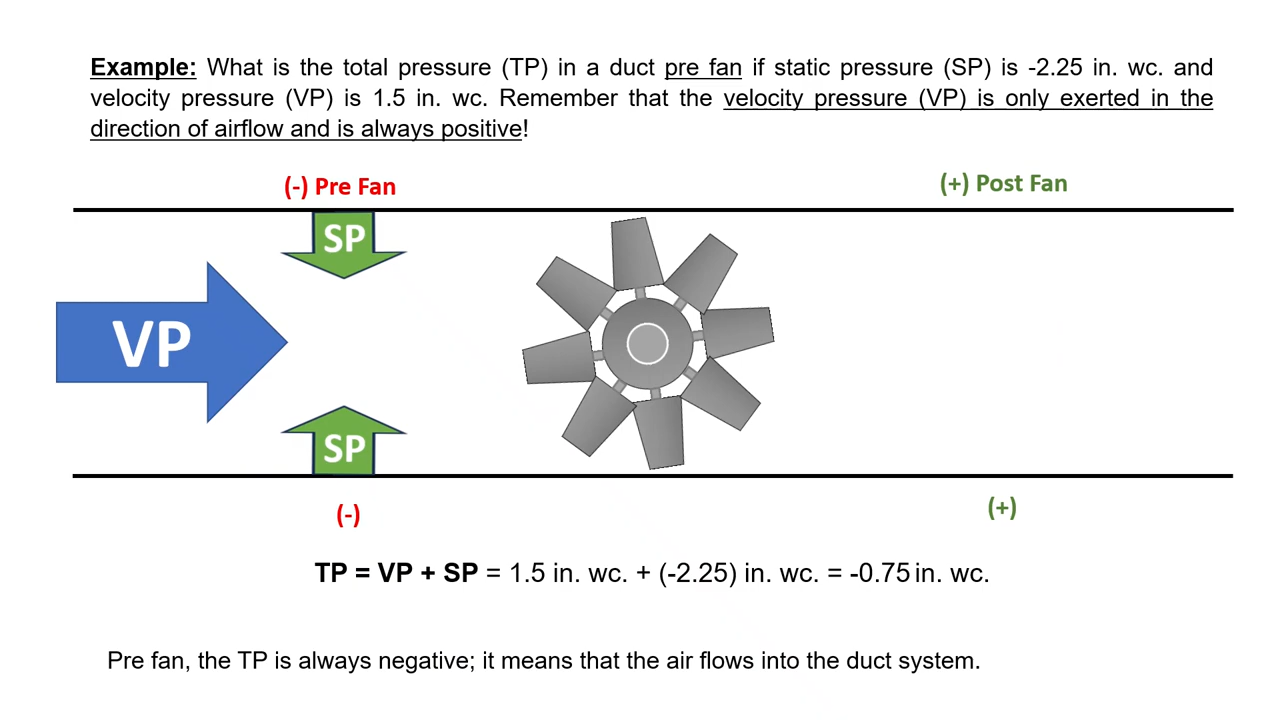 Example: What is the total pressure (TP) in a duct pre fan if static pressure (SP) is -2.25 in. wc. and
velocity pressure (VP) is 1.5 in. wc. Remember that the velocity pressure (VP) is only exerted in the
direction of airflow and is always positive!
(-) Pre Fan
(+) Post Fan
SP
VP
SP
(-)
(+)
TP = VP + SP = 1.5 in. wc. + (-2.25) in. wc. = -0.75 in. wc.
Pre fan, the TP is always negative; it means that the air flows into the duct system.